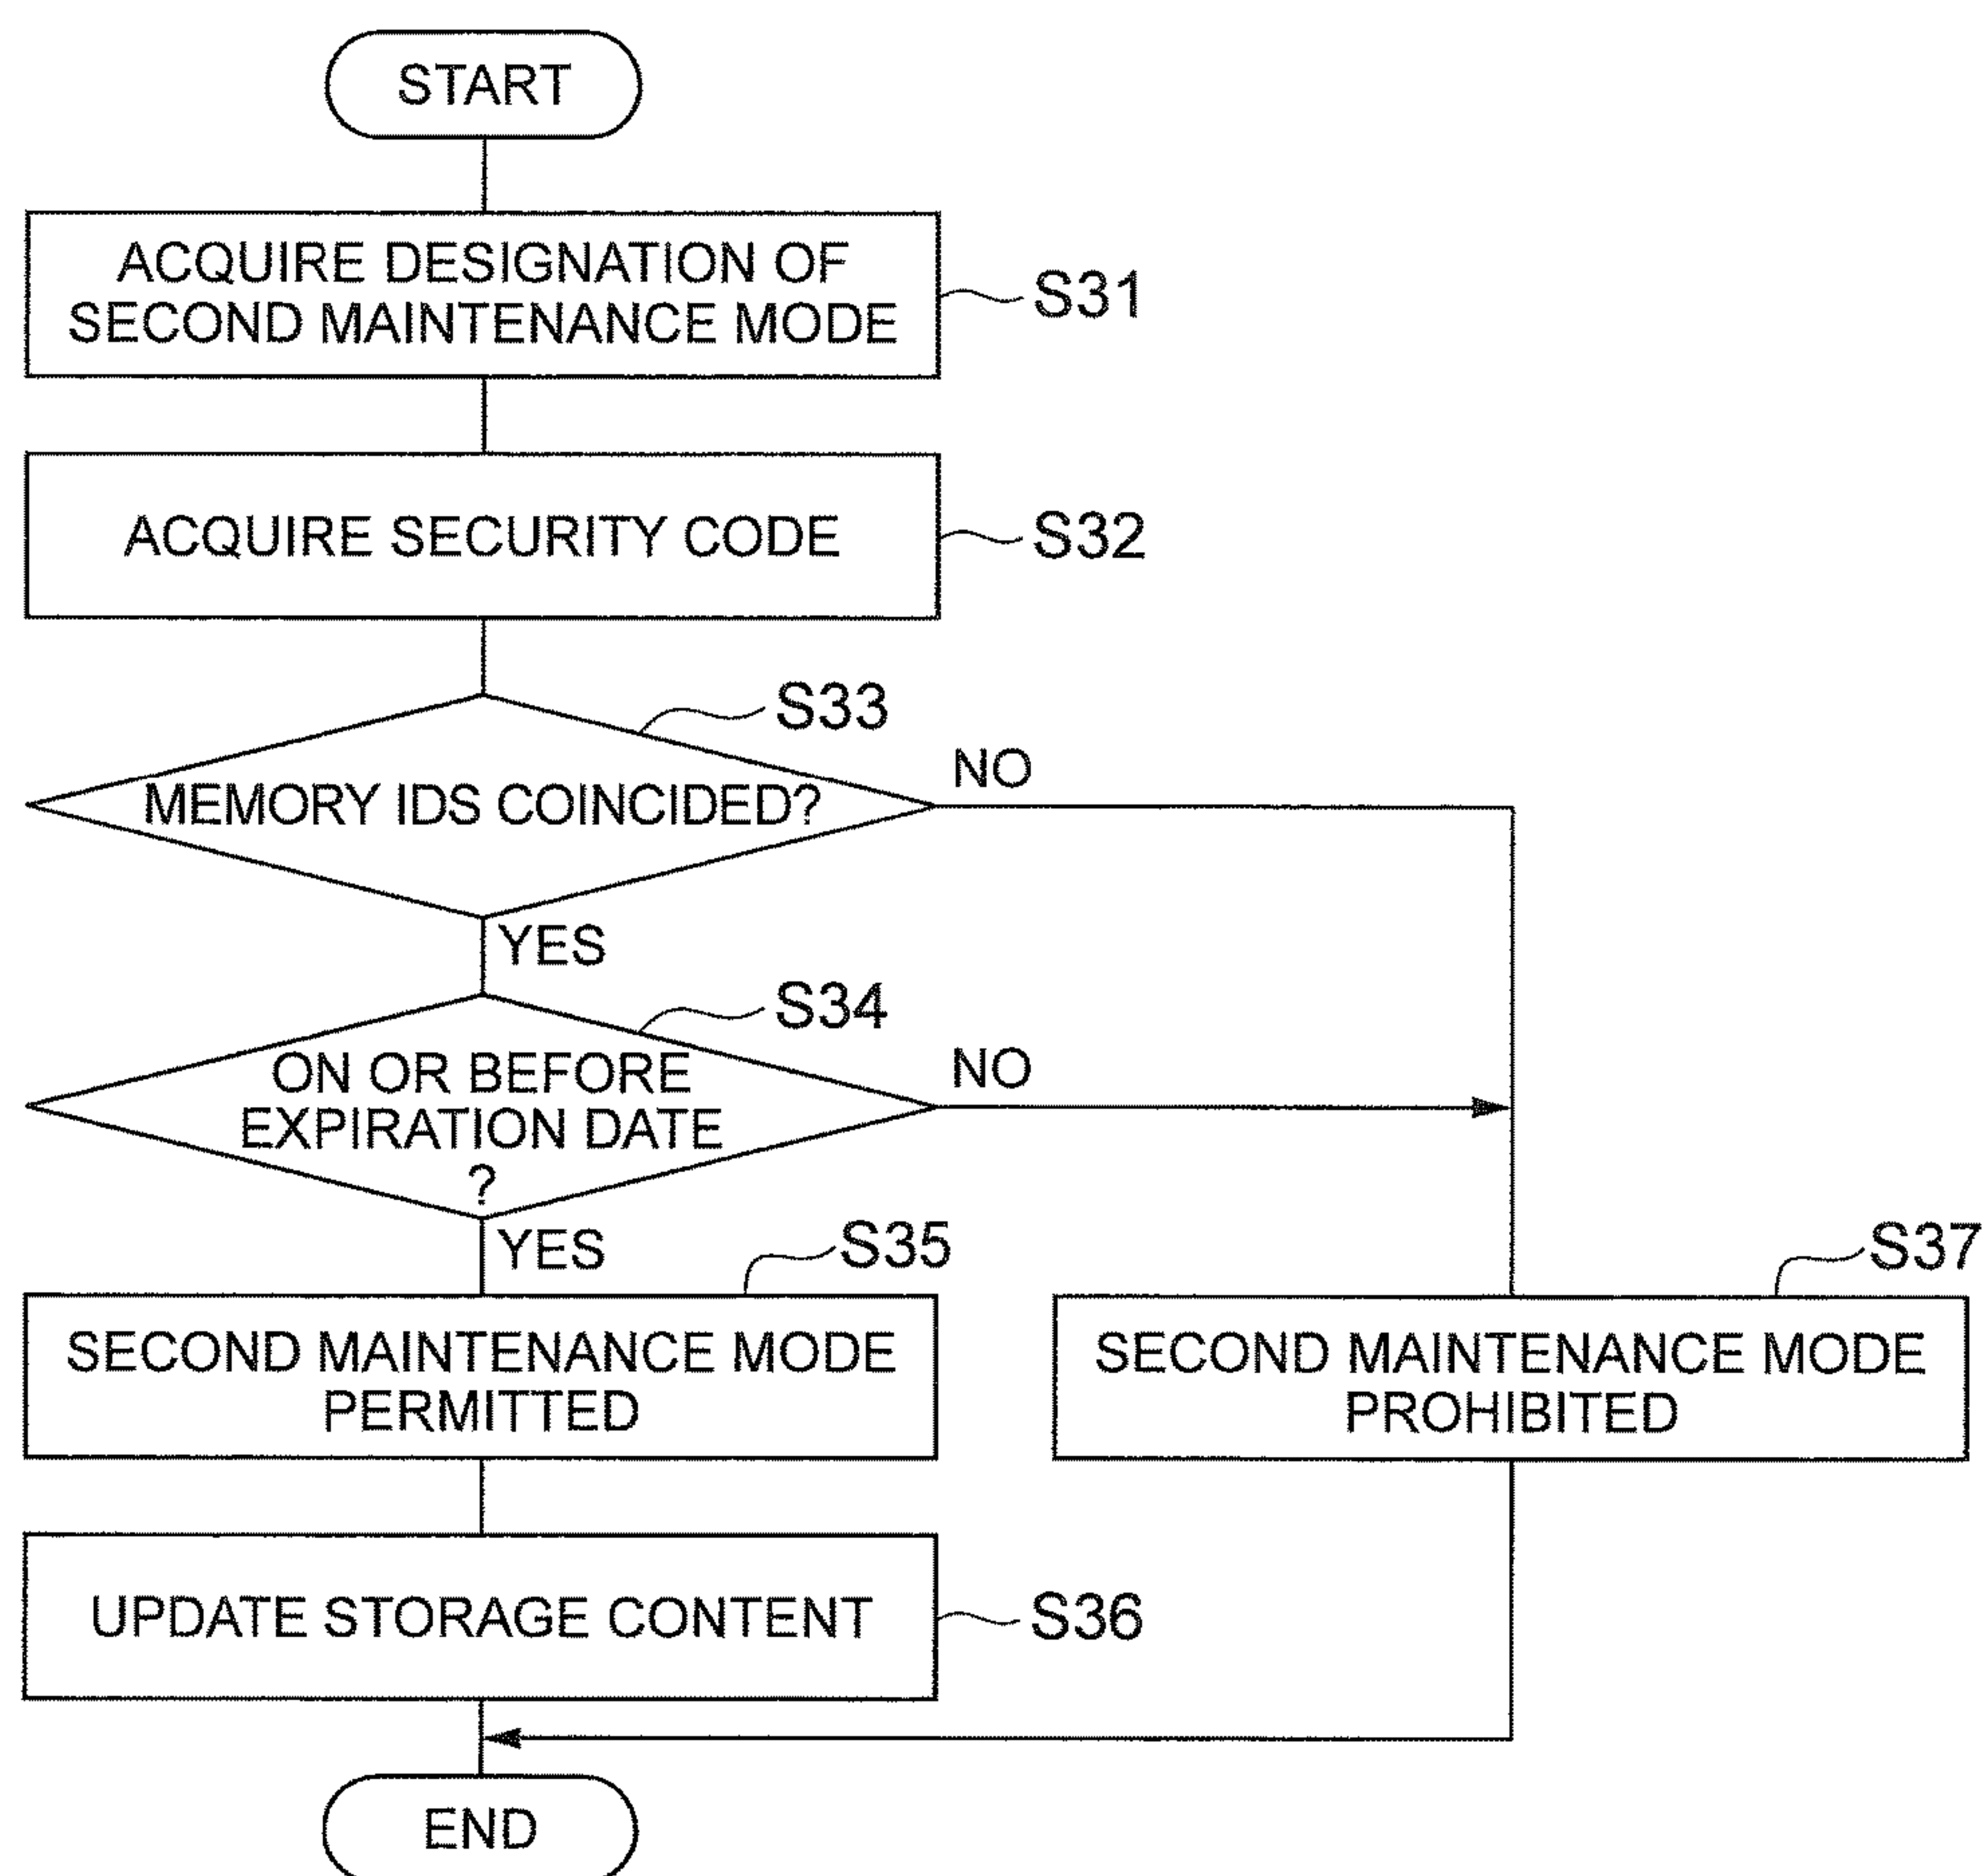 START
ACQUIRE DESIGNATION OF
SECOND MAINTENANCE MODE
S31
ACQUIRE SECURITY CODE
S32
S33
MEMORY IDS COINCIDED?
NO
YES
S34
ON OR BEFORE
EXPIRATION DATE
?
NO
YES
S35
SECOND MAINTENANCE MODE
PERMITTED
S37
SECOND MAINTENANCE MODE
PROHIBITED
UPDATE STORAGE CONTENT
S36
END